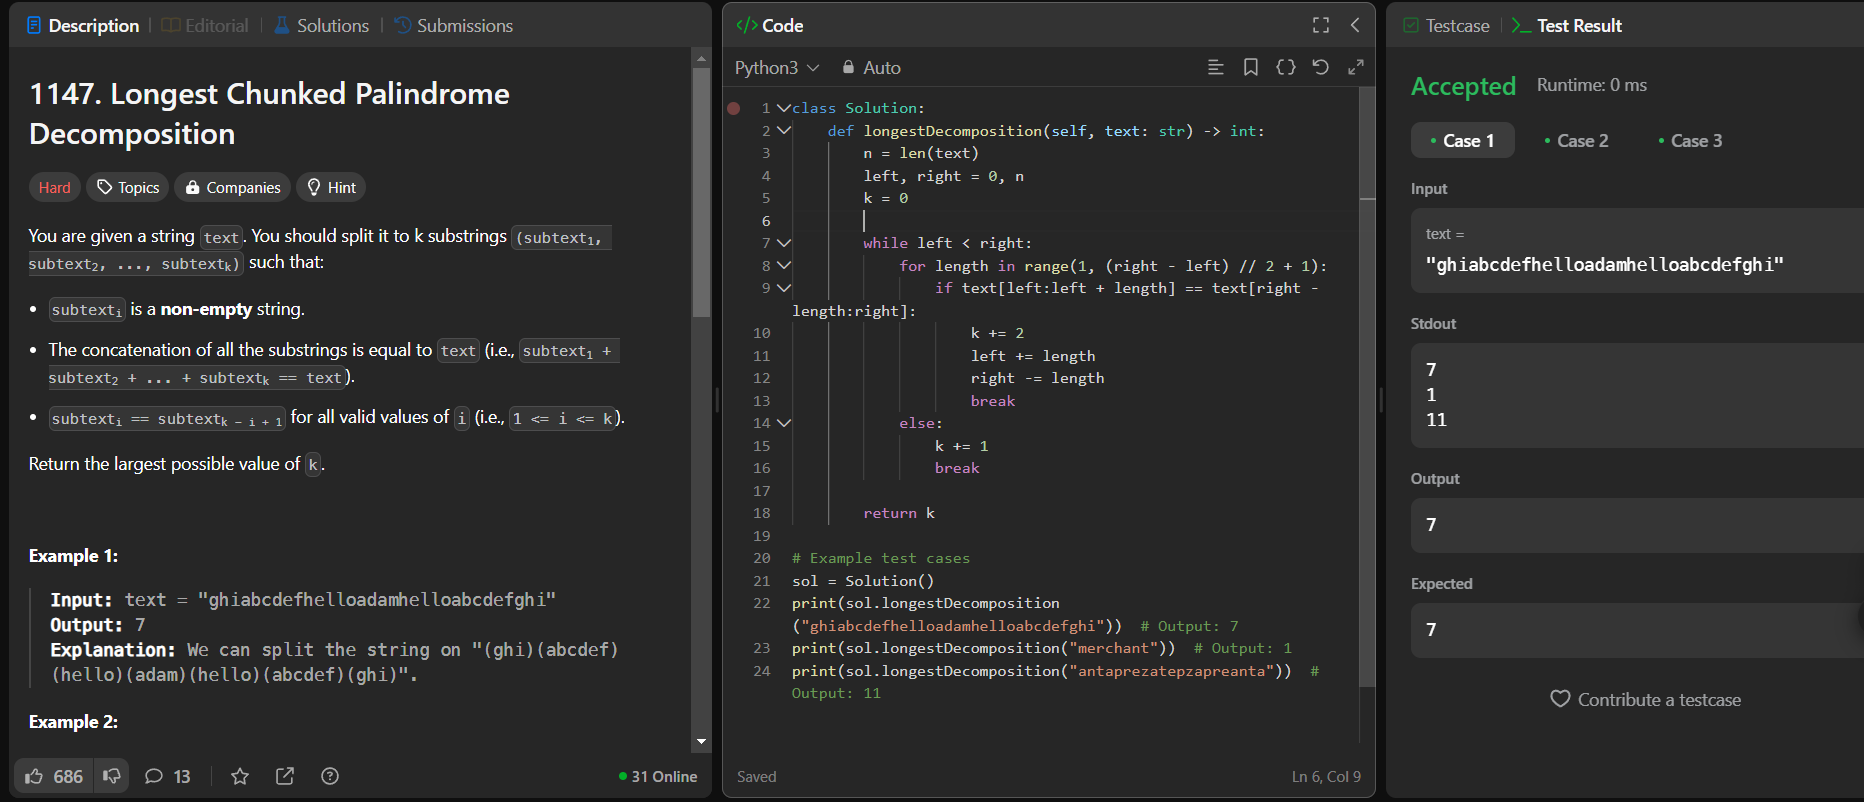 Description | Editorial | Solutions | Submissions
1147. Longest Chunked Palindrome
Decomposition
Hard Topics Companies Hint
You are given a string text. You should split it to k substrings (subtext₁,
subtext₂, ..., subtextₖ) such that:
• subtextᵢ is a non-empty string.
• The concatenation of all the substrings is equal to text (i.e., subtext₁ +
subtext₂ + ... + subtextₖ == text).
• subtextᵢ == subtextₖ ₋ ᵢ ₊ ₁ for all valid values of i (i.e., 1 <= i <= k).
Return the largest possible value of k.
Example 1:
Input: text = "ghiabcdefhelloadamhelloabcdefghi"
Output: 7
Explanation: We can split the string on "(ghi)(abcdef)
(hello)(adam)(hello)(abcdef)(ghi)".
Example 2:
686 13 31 Online
</> Code
Python3 Auto
1 class Solution:
2 def longestDecomposition(self, text: str) -> int:
3 n = len(text)
4 left, right = 0, n
5 k = 0
6
7 while left < right:
8 for length in range(1, (right - left) // 2 + 1):
9 if text[left:left + length] == text[right -
length:right]:
10 k += 2
11 left += length
12 right -= length
13 break
14 else:
15 k += 1
16 break
17
18 return k
19
20 # Example test cases
21 sol = Solution()
22 print(sol.longestDecomposition
("ghiabcdefhelloadamhelloabcdefghi")) # Output: 7
23 print(sol.longestDecomposition("merchant")) # Output: 1
24 print(sol.longestDecomposition("antaprezatepzapreanta")) #
Output: 11
Saved Ln 6, Col 9
Testcase | >_ Test Result
Accepted Runtime: 0 ms
• Case 1 • Case 2 • Case 3
Input
text =
"ghiabcdefhelloadamhelloabcdefghi"
Stdout
7
1
11
Output
7
Expected
7
Contribute a testcase